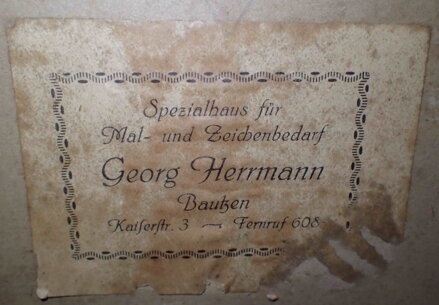 Spezialhaus für
Mal- und Zeichenbedarf
Georg Herrmann
Bautzen
Kaiserstr. 3 — Fernruf 608